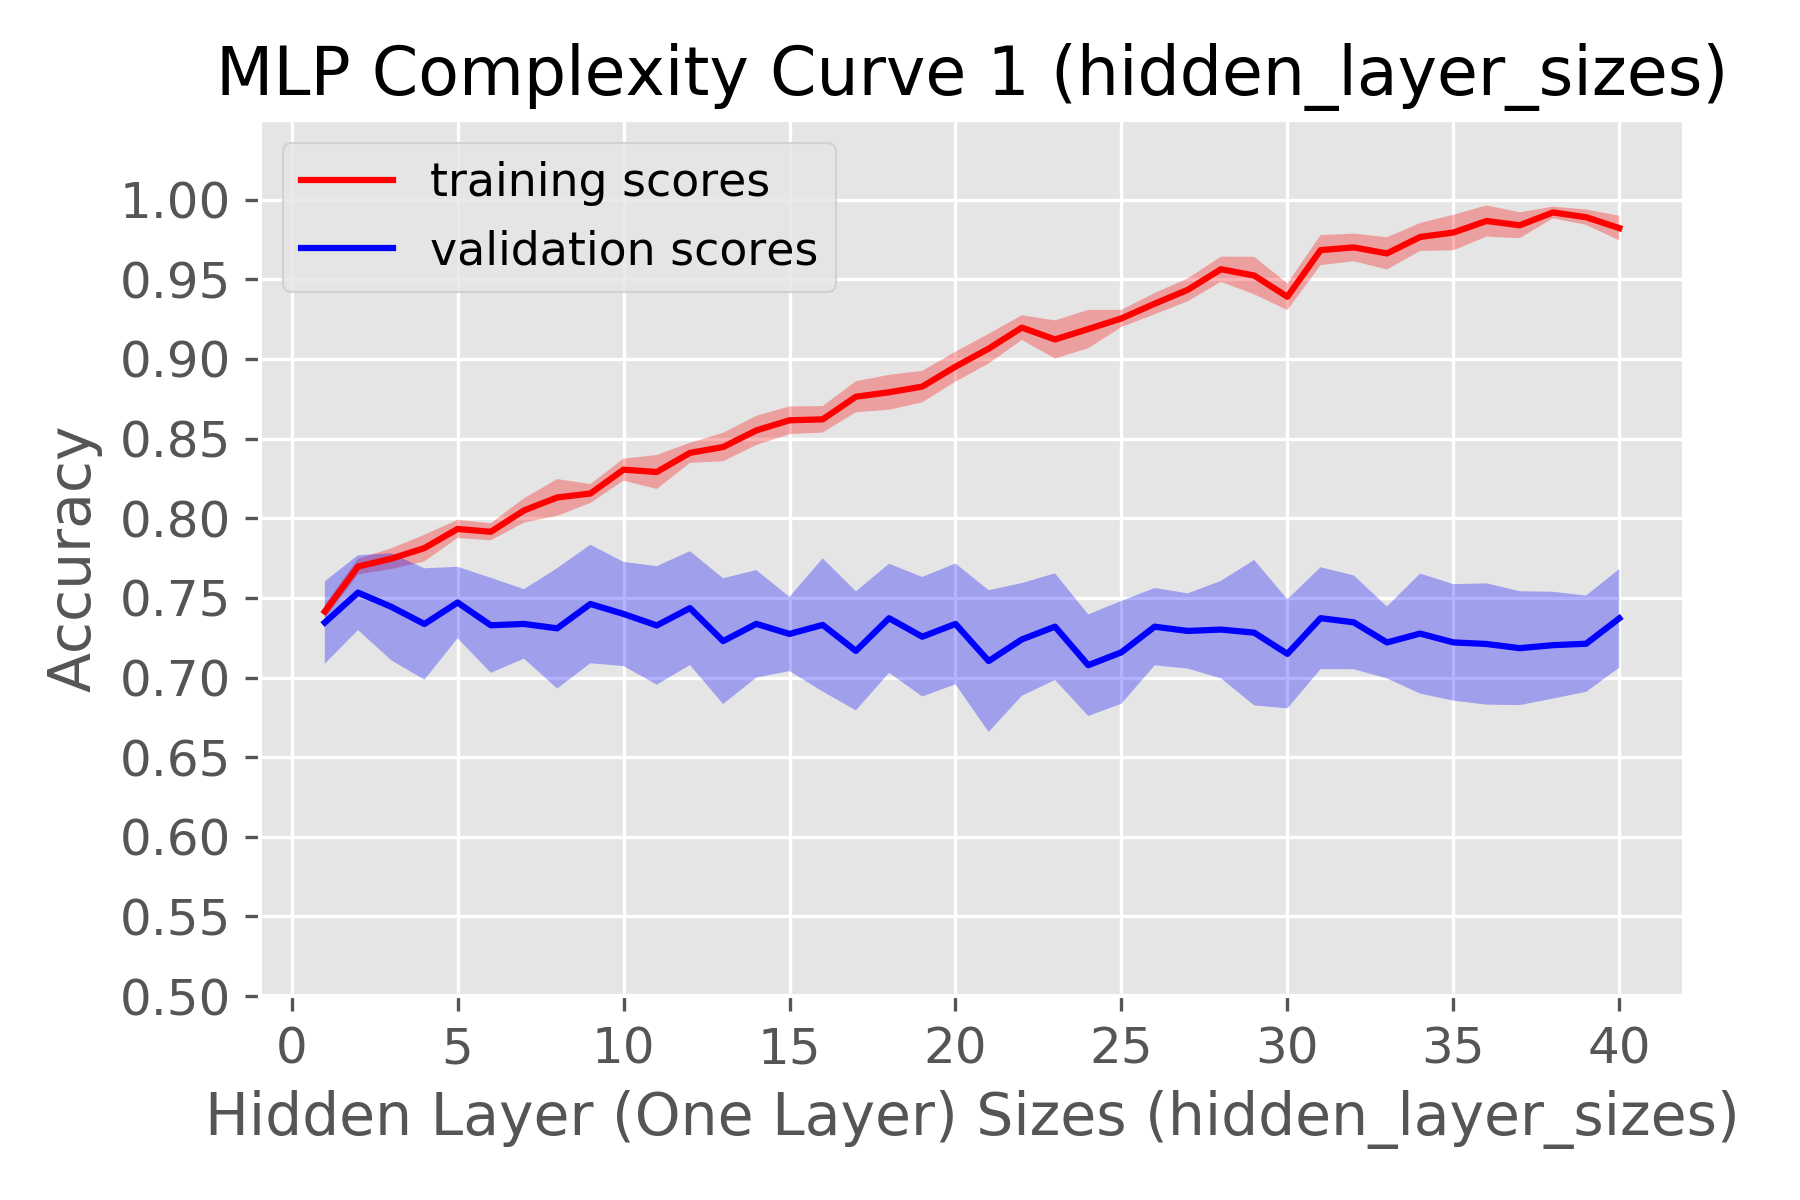 MLP Complexity Curve 1 (hidden_layer_sizes)
training scores
validation scores
1.00
0.95
0.90
0.85
0.80
0.75
0.70
0.65
0.60
0.55
0.50
Accuracy
0 5 10 15 20 25 30 35 40
Hidden Layer (One Layer) Sizes (hidden_layer_sizes)